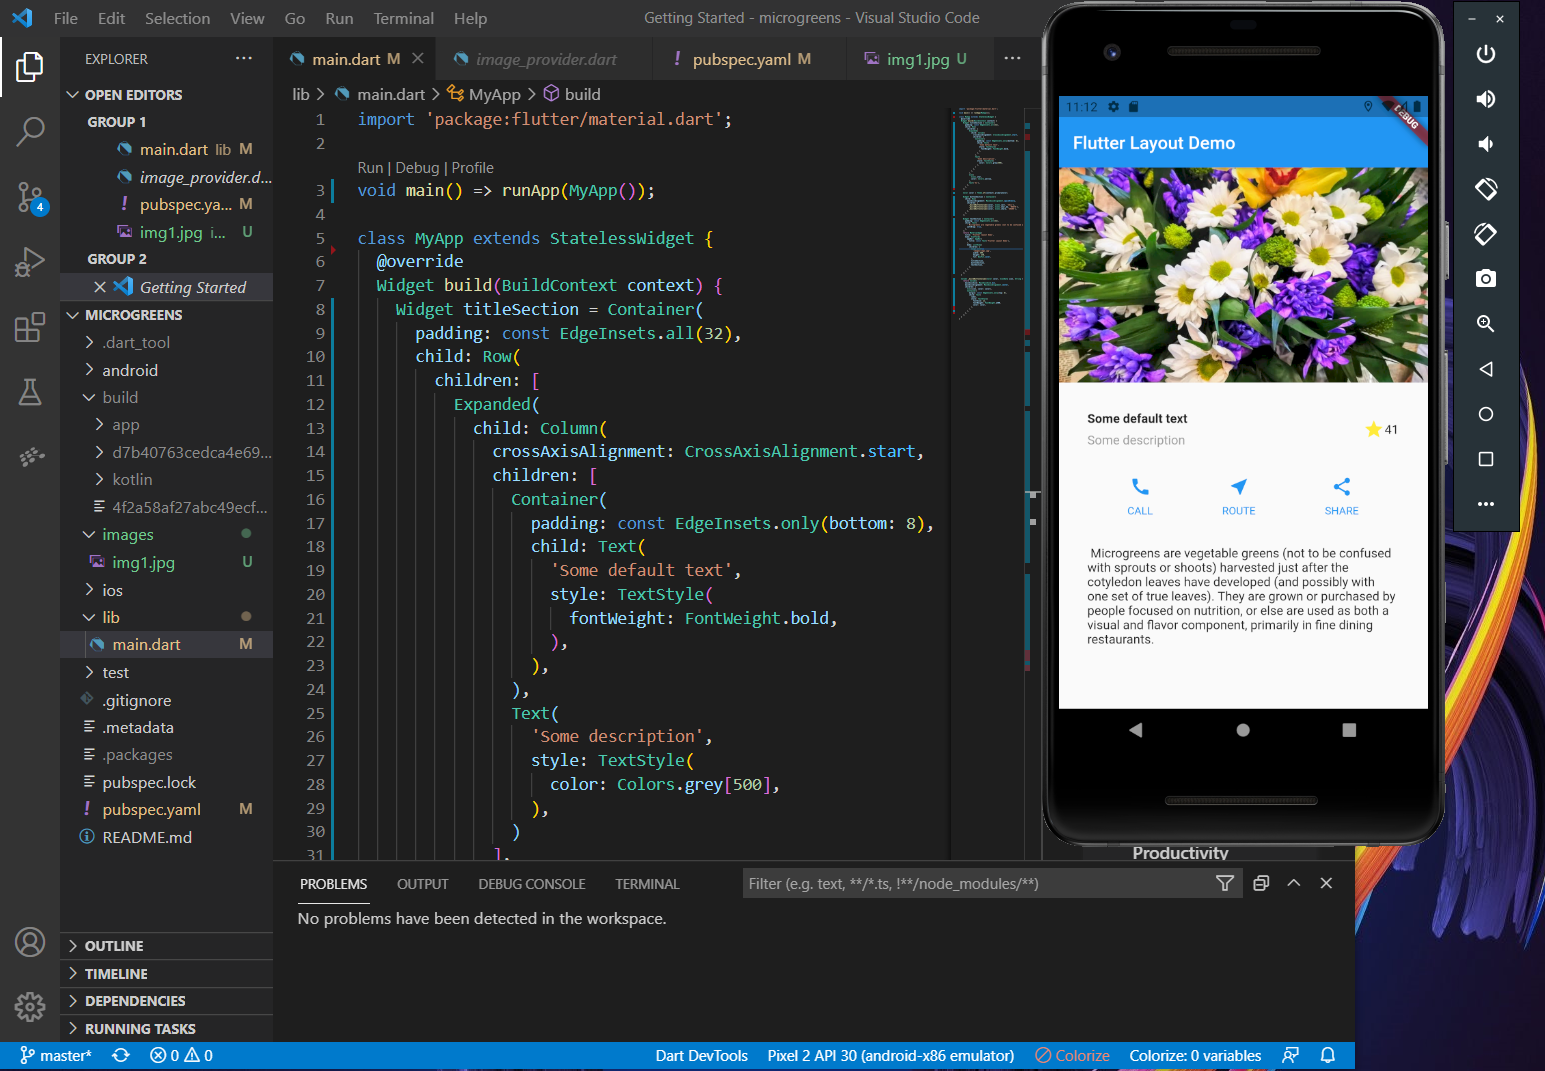 File Edit Selection View Go Run Terminal Help
Getting Started - microgreens - Visual Studio Code
EXPLORER
OPEN EDITORS
GROUP 1
main.dart lib M
image_provider.d...
pubspec.ya... M
img1.jpg i... U
GROUP 2
Getting Started
MICROGREENS
.dart_tool
android
build
app
d7b40763cedca4e69...
kotlin
4f2a58af27abc49ecf...
images
img1.jpg U
ios
lib
main.dart M
test
.gitignore
.metadata
.packages
pubspec.lock
pubspec.yaml M
README.md
OUTLINE
TIMELINE
DEPENDENCIES
RUNNING TASKS
4
main.dart M
image_provider.dart
pubspec.yaml M
img1.jpg U
lib > main.dart > MyApp > build
1 import 'package:flutter/material.dart';
2
Run | Debug | Profile
3 void main() => runApp(MyApp());
4
5 class MyApp extends StatelessWidget {
6 @override
7 Widget build(BuildContext context) {
8 Widget titleSection = Container(
9 padding: const EdgeInsets.all(32),
10 child: Row(
11 children: [
12 Expanded(
13 child: Column(
14 crossAxisAlignment: CrossAxisAlignment.start,
15 children: [
16 Container(
17 padding: const EdgeInsets.only(bottom: 8),
18 child: Text(
19 'Some default text',
20 style: TextStyle(
21 fontWeight: FontWeight.bold,
22 ),
23 ),
24 ),
25 Text(
26 'Some description',
27 style: TextStyle(
28 color: Colors.grey[500],
29 ),
30 )
31 ],
PROBLEMS OUTPUT DEBUG CONSOLE TERMINAL
Filter (e.g. text, **/*.ts, !**/node_modules/**)
No problems have been detected in the workspace.
11:12
DEBUG
Flutter Layout Demo
Some default text
Some description
41
CALL ROUTE SHARE
Microgreens are vegetable greens (not to be confused
with sprouts or shoots) harvested just after the
cotyledon leaves have developed (and possibly with
one set of true leaves). They are grown or purchased by
people focused on nutrition, or else are used as both a
visual and flavor component, primarily in fine dining
restaurants.
Productivity
master* 0 0 Dart DevTools Pixel 2 API 30 (android-x86 emulator) Colorize Colorize: 0 variables